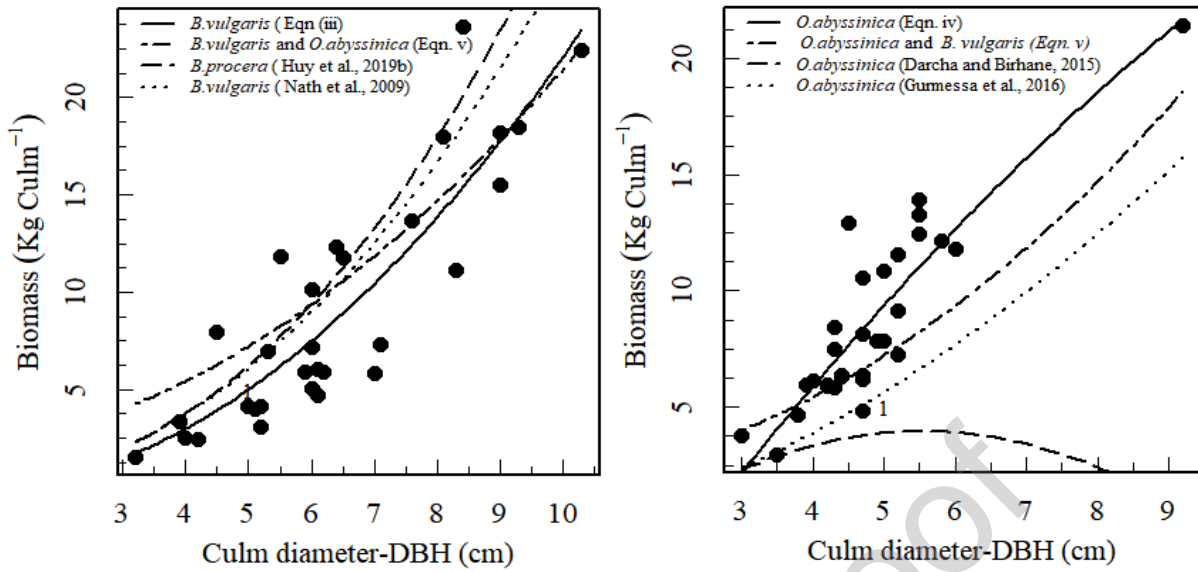 B.vulgaris ( Eqn (iii)
B.vulgaris and O.abyssinica (Eqn. v)
B.procera ( Huy et al., 2019b)
B.vulgaris ( Nath et al., 2009)
Biomass (Kg Culm⁻¹)
20
15
10
5
1
3 4 5 6 7 8 9 10
Culm diameter-DBH (cm)
O.abyssinica (Eqn. iv)
O.abyssinica and B. vulgaris (Eqn. v)
O.abyssinica (Darcha and Birhane, 2015)
O.abyssinica (Gurmessa et al., 2016)
Biomass (Kg Culm⁻¹)
20
15
10
5
1
3 4 5 6 7 8 9
Culm diameter-DBH (cm)